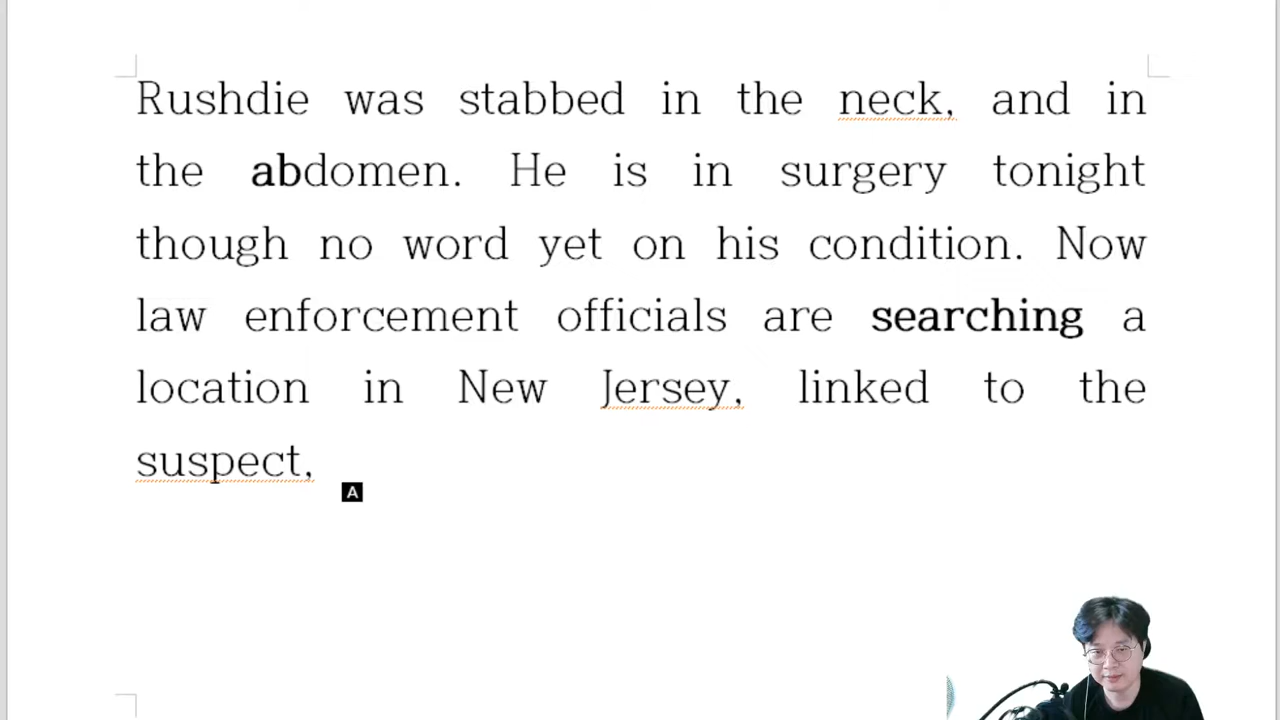 Rushdie was stabbed in the neck, and in
the abdomen. He is in surgery tonight
though no word yet on his condition. Now
law enforcement officials are searching a
location in New Jersey, linked to the
suspect,
A